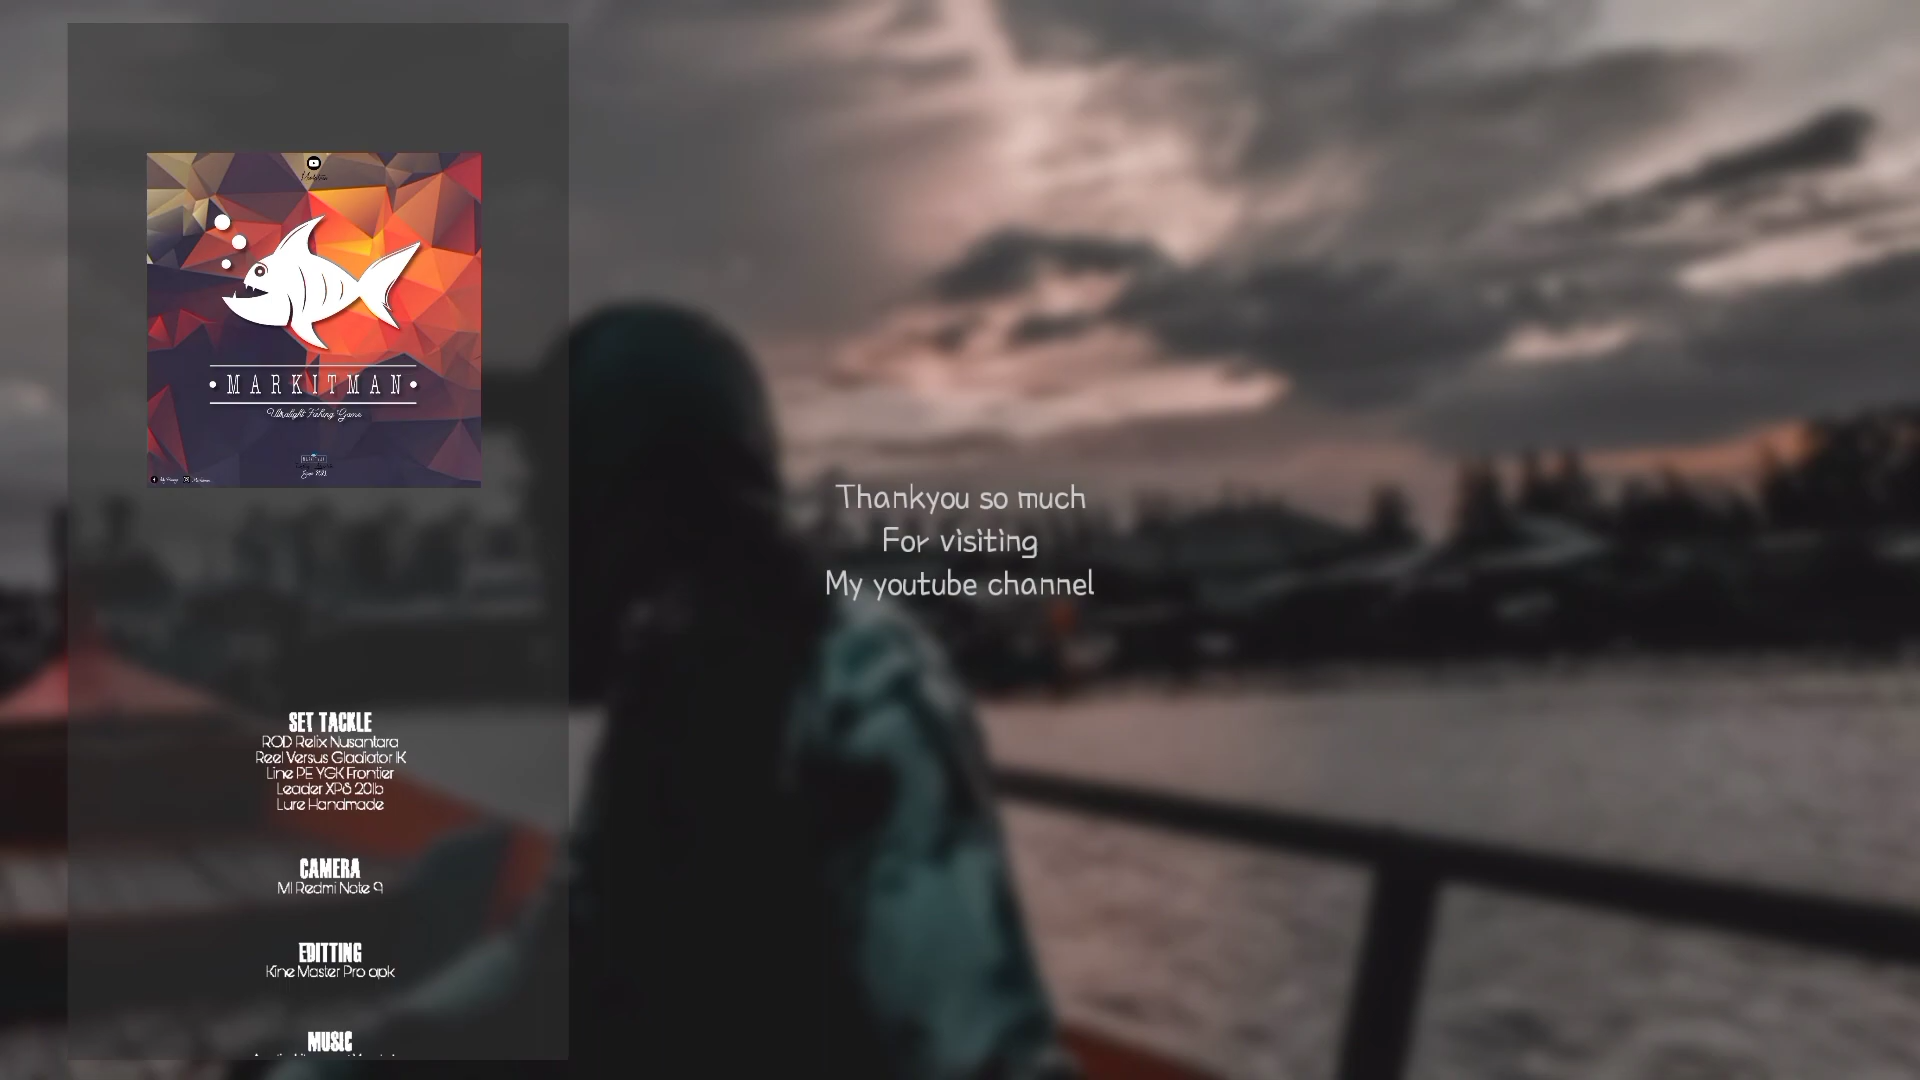 • MARKITMAN •
Ultralight Fishing Game
SET TACKLE
ROD Relix Nusantara
Reel Versus Gladiator IK
Line PE YGK Frontier
Leader XPS 20lb
Lure Handmade
CAMERA
MI Redmi Note 9
EDITTING
Kine Master Pro apk
MUSIC
Thankyou so much
For visiting
My youtube channel